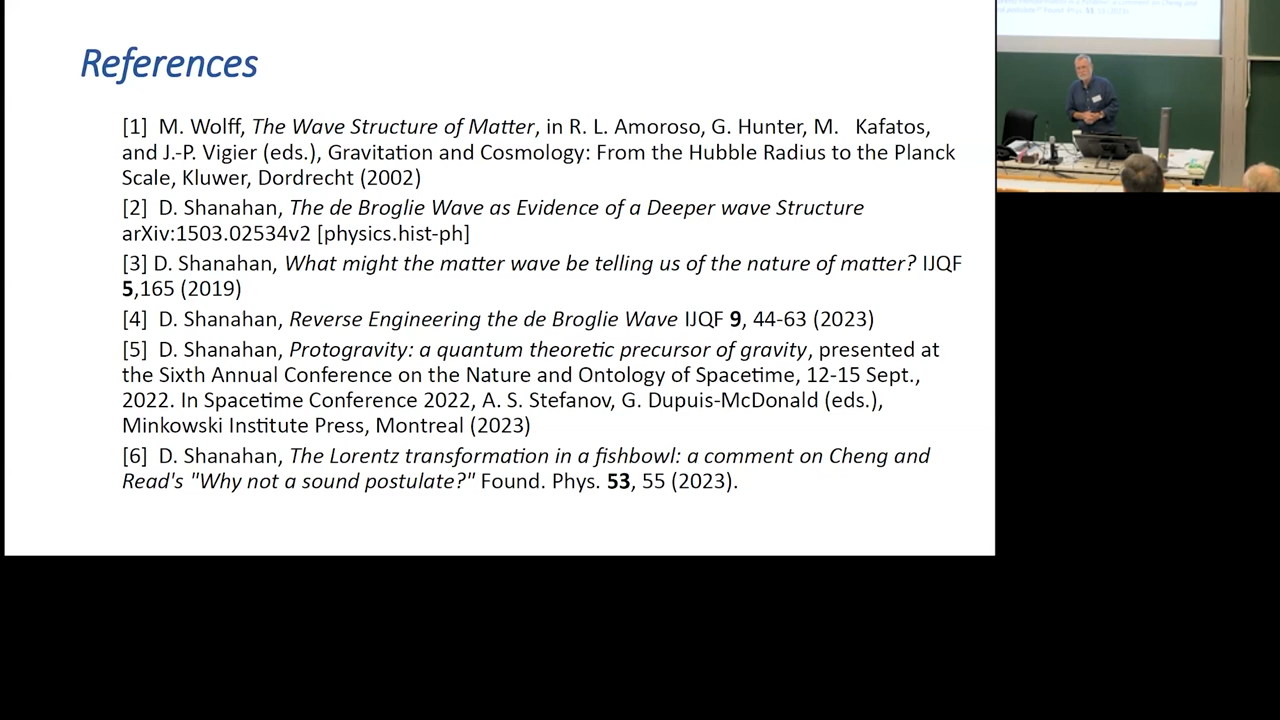 References
[1] M. Wolff, The Wave Structure of Matter, in R. L. Amoroso, G. Hunter, M. Kafatos,
and J.-P. Vigier (eds.), Gravitation and Cosmology: From the Hubble Radius to the Planck
Scale, Kluwer, Dordrecht (2002)
[2] D. Shanahan, The de Broglie Wave as Evidence of a Deeper wave Structure
arXiv:1503.02534v2 [physics.hist-ph]
[3] D. Shanahan, What might the matter wave be telling us of the nature of matter? IJQF
5,165 (2019)
[4] D. Shanahan, Reverse Engineering the de Broglie Wave IJQF 9, 44-63 (2023)
[5] D. Shanahan, Protogravity: a quantum theoretic precursor of gravity, presented at
the Sixth Annual Conference on the Nature and Ontology of Spacetime, 12-15 Sept.,
2022. In Spacetime Conference 2022, A. S. Stefanov, G. Dupuis-McDonald (eds.),
Minkowski Institute Press, Montreal (2023)
[6] D. Shanahan, The Lorentz transformation in a fishbowl: a comment on Cheng and
Read's "Why not a sound postulate?" Found. Phys. 53, 55 (2023).